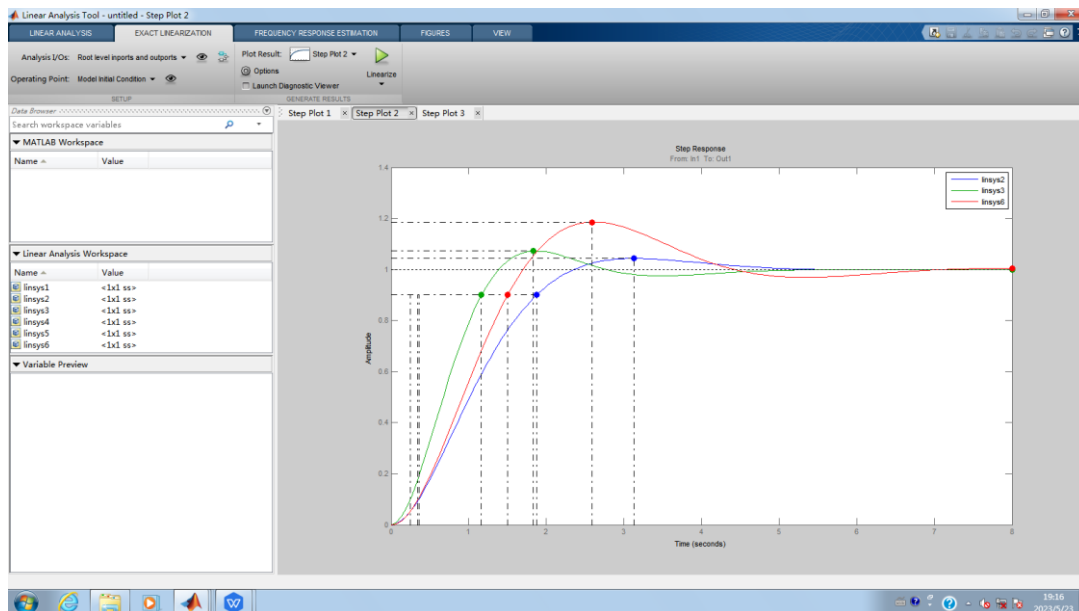 Linear Analysis Tool - untitled - Step Plot 2
LINEAR ANALYSIS EXACT LINEARIZATION FREQUENCY RESPONSE ESTIMATION FIGURES VIEW
Analysis I/Os: Root level inports and outports
Operating Point: Model Initial Condition
SETUP
Plot Result: Step Plot 2
Options
Launch Diagnostic Viewer
Linearize
GENERATE RESULTS
Data Browser
Search workspace variables
MATLAB Workspace
Name Value
Linear Analysis Workspace
Name Value
linsys1 <1x1 ss>
linsys2 <1x1 ss>
linsys3 <1x1 ss>
linsys4 <1x1 ss>
linsys5 <1x1 ss>
linsys6 <1x1 ss>
Variable Preview
Step Plot 1 Step Plot 2 Step Plot 3
Step Response
From: In1 To: Out1
linsys2
linsys3
linsys6
1.4
1.2
1
0.8
0.6
0.4
0.2
0
Amplitude
0 1 2 3 4 5 6 7 8
Time (seconds)
19:16
2023/5/23